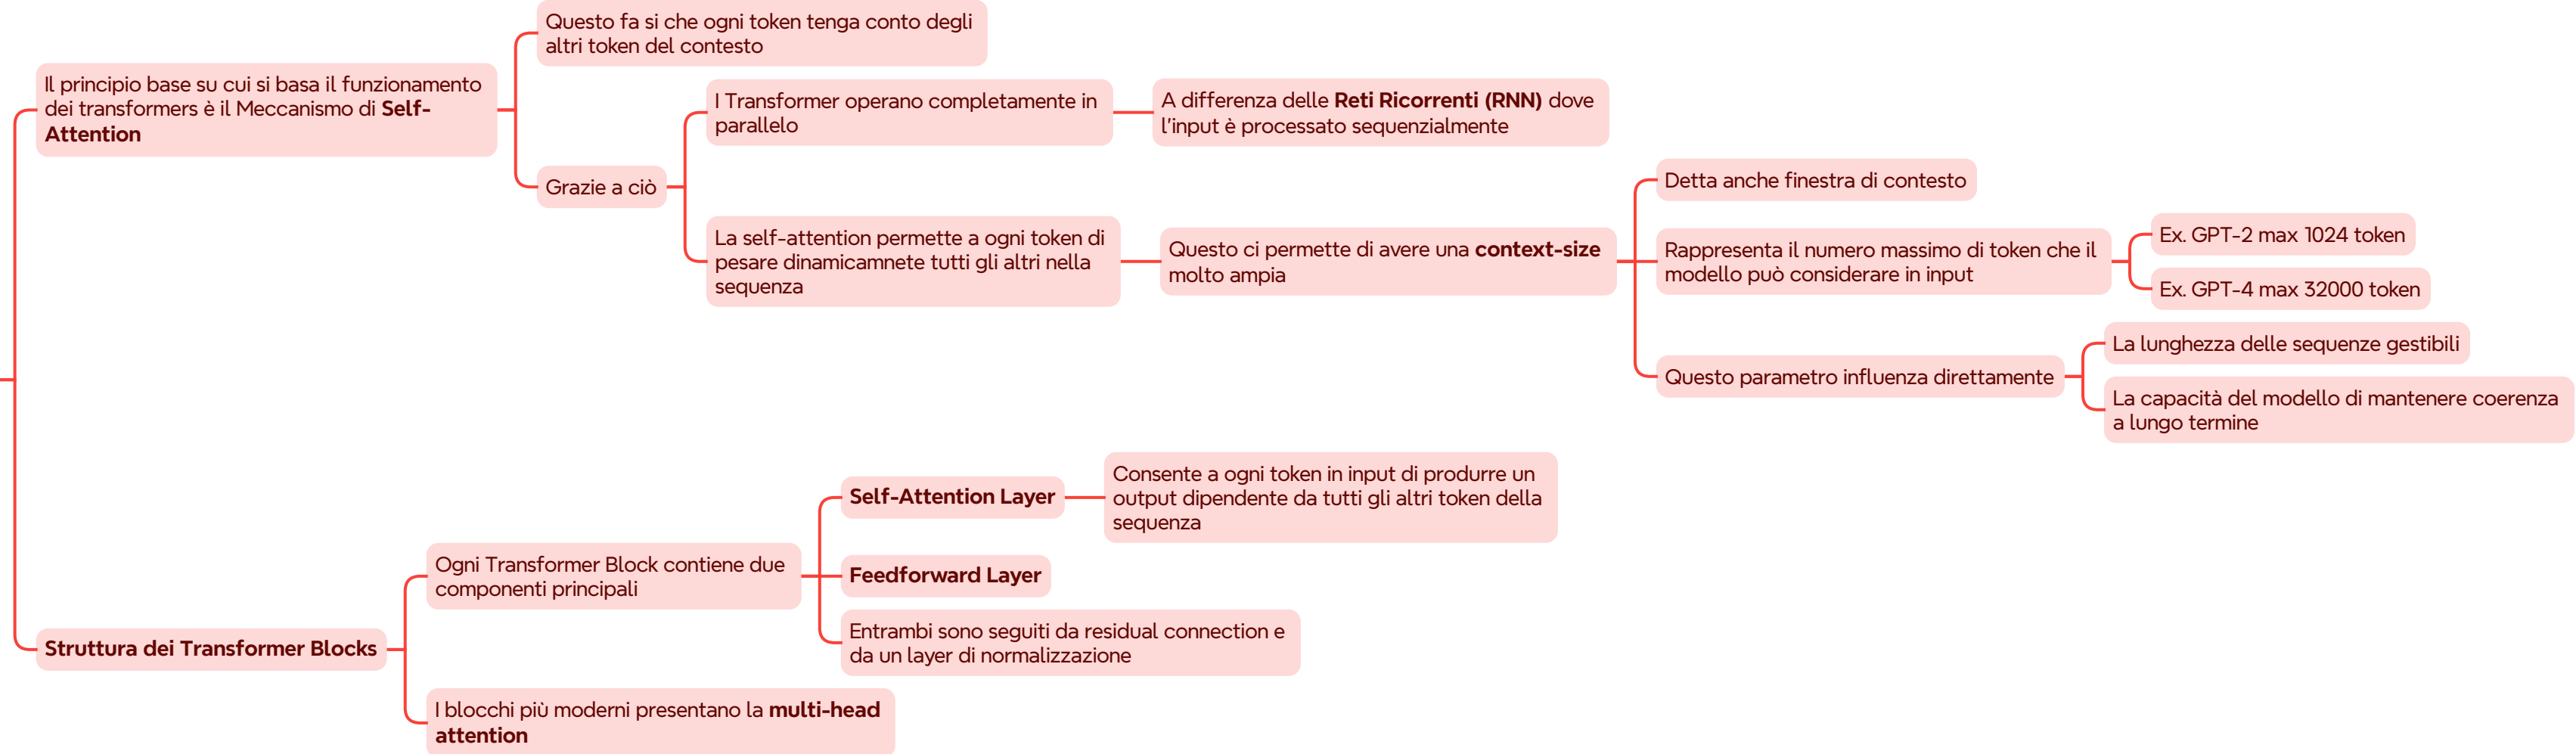 Il principio base su cui si basa il funzionamento
dei transformers è il Meccanismo di Self-
Attention
Questo fa si che ogni token tenga conto degli
altri token del contesto
Grazie a ciò
I Transformer operano completamente in
parallelo
A differenza delle Reti Ricorrenti (RNN) dove
l'input è processato sequenzialmente
La self-attention permette a ogni token di
pesare dinamicamnete tutti gli altri nella
sequenza
Questo ci permette di avere una context-size
molto ampia
Detta anche finestra di contesto
Rappresenta il numero massimo di token che il
modello può considerare in input
Ex. GPT-2 max 1024 token
Ex. GPT-4 max 32000 token
Questo parametro influenza direttamente
La lunghezza delle sequenze gestibili
La capacità del modello di mantenere coerenza
a lungo termine
Struttura dei Transformer Blocks
Ogni Transformer Block contiene due
componenti principali
Self-Attention Layer
Consente a ogni token in input di produrre un
output dipendente da tutti gli altri token della
sequenza
Feedforward Layer
Entrambi sono seguiti da residual connection e
da un layer di normalizzazione
I blocchi più moderni presentano la multi-head
attention